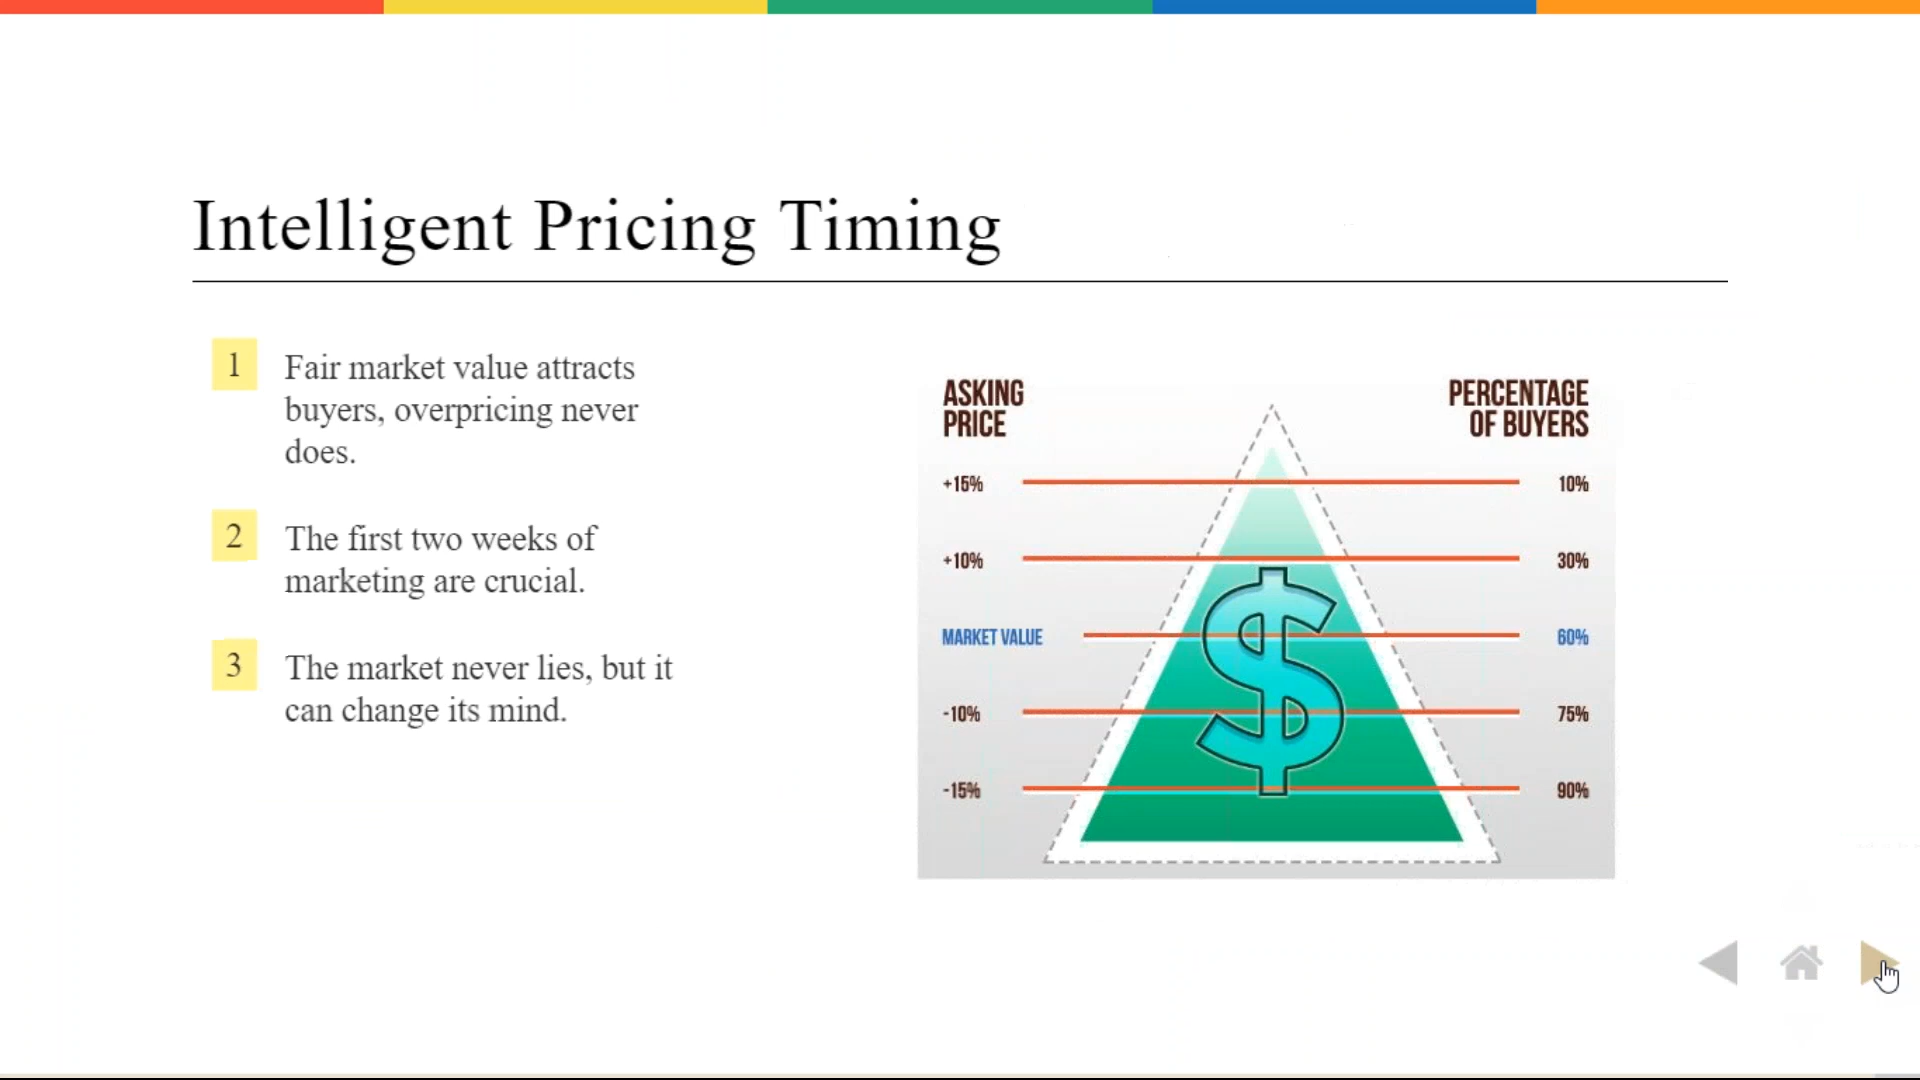 Intelligent Pricing Timing
1
Fair market value attracts
buyers, overpricing never
does.
2
The first two weeks of
marketing are crucial.
3
The market never lies, but it
can change its mind.
ASKING
PRICE
PERCENTAGE
OF BUYERS
+15% 10%
+10% 30%
MARKET VALUE 60%
-10% 75%
-15% 90%
$